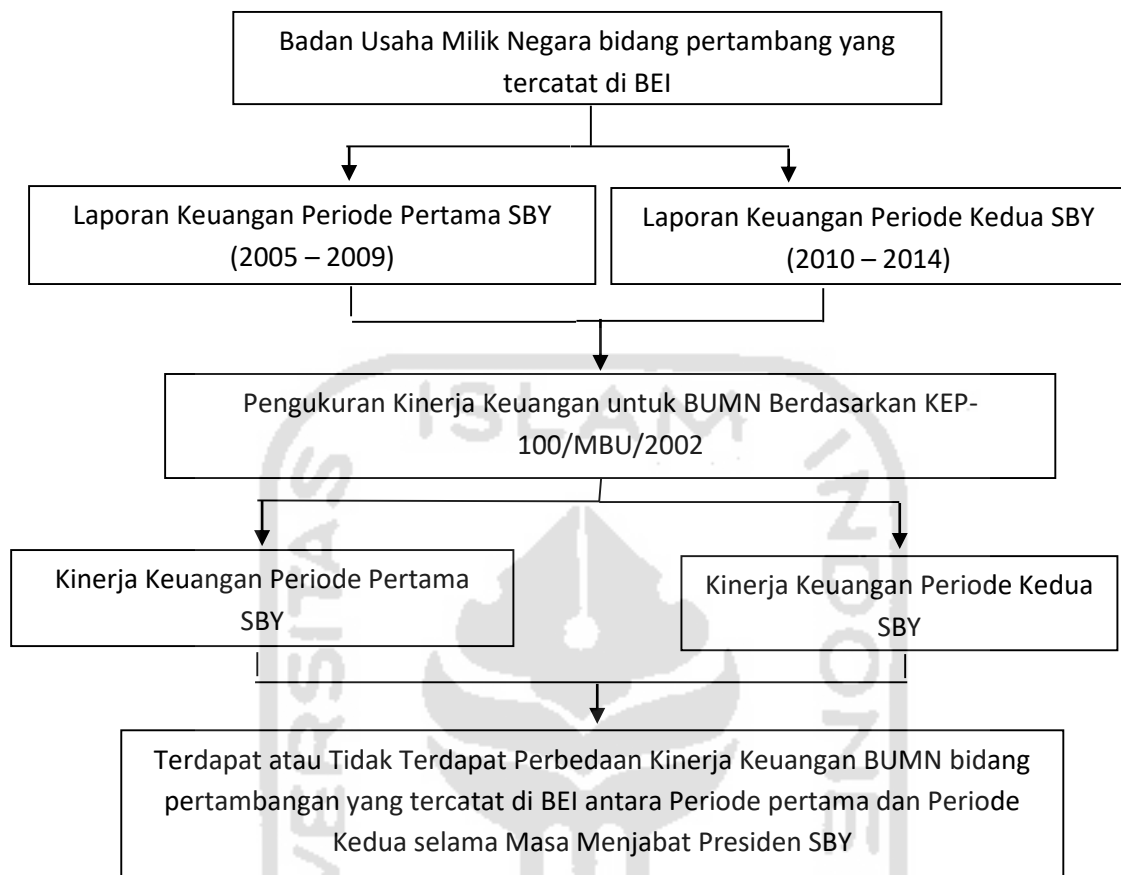 Badan Usaha Milik Negara bidang pertambang yang
tercatat di BEI
Laporan Keuangan Periode Pertama SBY
(2005 – 2009)
Laporan Keuangan Periode Kedua SBY
(2010 – 2014)
Pengukuran Kinerja Keuangan untuk BUMN Berdasarkan KEP-
100/MBU/2002
Kinerja Keuangan Periode Pertama
SBY
Kinerja Keuangan Periode Kedua
SBY
Terdapat atau Tidak Terdapat Perbedaan Kinerja Keuangan BUMN bidang
pertambangan yang tercatat di BEI antara Periode pertama dan Periode
Kedua selama Masa Menjabat Presiden SBY
ISLAM
VERSITAS
INDONE